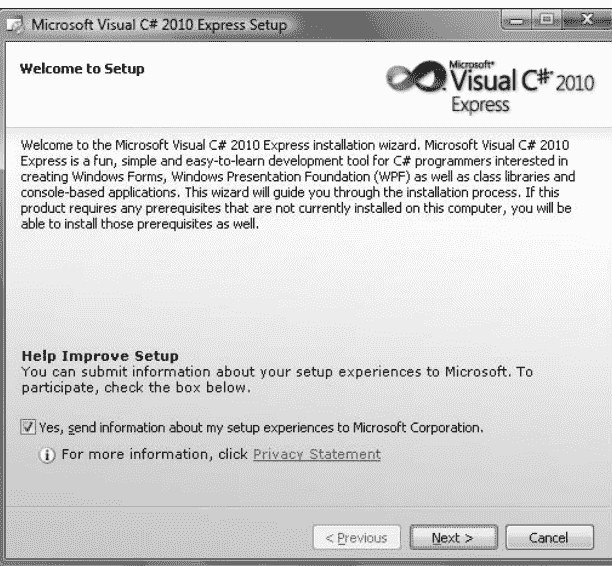 Microsoft Visual C# 2010 Express Setup
Welcome to Setup
Microsoft®
Visual C#® 2010
Express
Welcome to the Microsoft Visual C# 2010 Express installation wizard. Microsoft Visual C# 2010
Express is a fun, simple and easy-to-learn development tool for C# programmers interested in
creating Windows Forms, Windows Presentation Foundation (WPF) as well as class libraries and
console-based applications. This wizard will guide you through the installation process. If this
product requires any prerequisites that are not currently installed on this computer, you will be
able to install those prerequisites as well.
Help Improve Setup
You can submit information about your setup experiences to Microsoft. To
participate, check the box below.
Yes, send information about my setup experiences to Microsoft Corporation.
For more information, click Privacy Statement
< Previous Next > Cancel